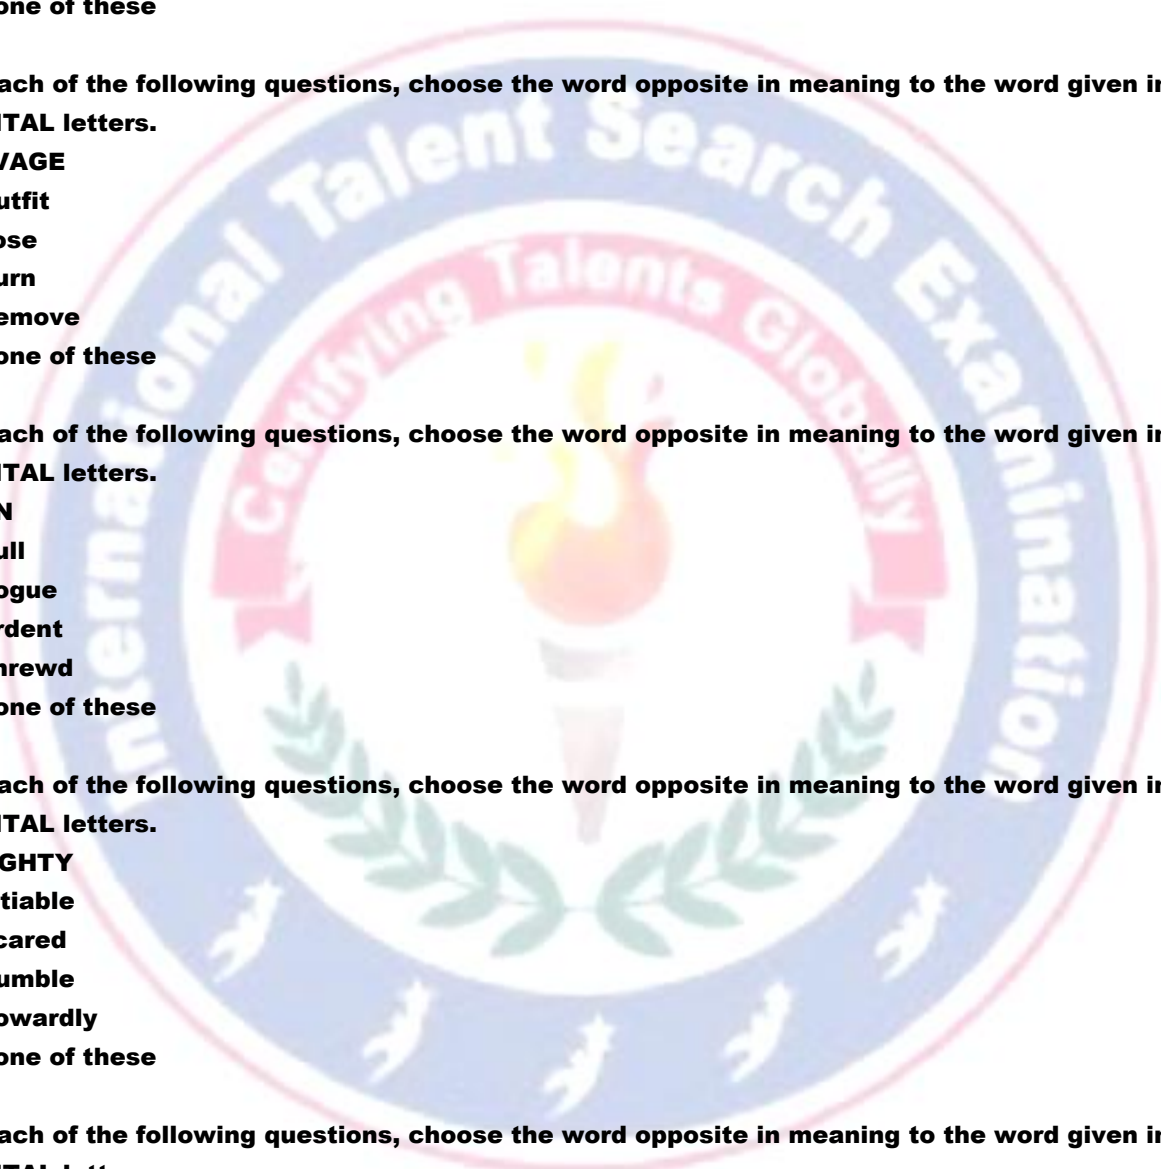 one of these
ach of the following questions, choose the word opposite in meaning to the word given in
ITAL letters.
VAGE
utfit
ose
urn
emove
one of these
ach of the following questions, choose the word opposite in meaning to the word given in
ITAL letters.
N
ull
ogue
rdent
hrewd
one of these
ach of the following questions, choose the word opposite in meaning to the word given in
ITAL letters.
GHTY
tiable
cared
umble
owardly
one of these
ach of the following questions, choose the word opposite in meaning to the word given in
International Talent Search Examination
Certifying Talents Globally